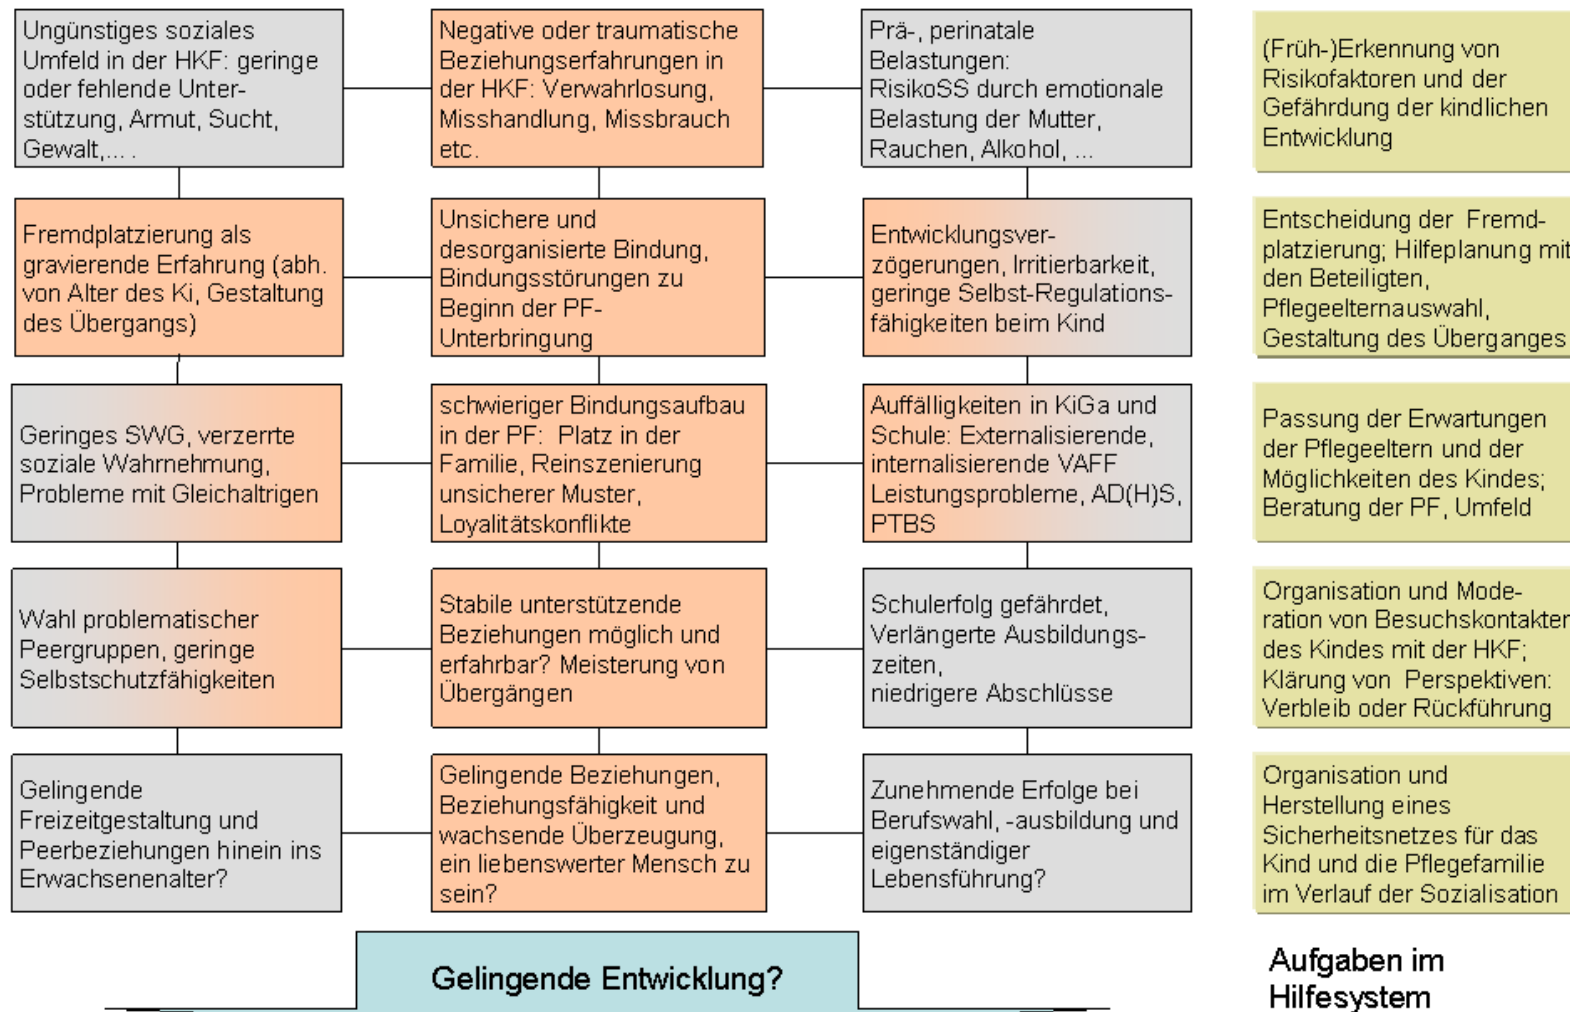 Ungünstiges soziales
Umfeld in der HKF: geringe
oder fehlende Unter-
stützung, Armut, Sucht,
Gewalt,... .
Negative oder traumatische
Beziehungserfahrungen in
der HKF: Verwahrlosung,
Misshandlung, Missbrauch
etc.
Prä-, perinatale
Belastungen:
RisikoSS durch emotionale
Belastung der Mutter,
Rauchen, Alkohol, ...
(Früh-)Erkennung von
Risikofaktoren und der
Gefährdung der kindlichen
Entwicklung
Fremdplatzierung als
gravierende Erfahrung (abh.
von Alter des Ki, Gestaltung
des Übergangs)
Unsichere und
desorganisierte Bindung,
Bindungsstörungen zu
Beginn der PF-
Unterbringung
Entwicklungsver-
zögerungen, Irritierbarkeit,
geringe Selbst-Regulations-
fähigkeiten beim Kind
Entscheidung der Fremd-
platzierung; Hilfeplanung mit
den Beteiligten,
Pflegeelternauswahl,
Gestaltung des Überganges
Geringes SWG, verzerrte
soziale Wahrnehmung,
Probleme mit Gleichaltrigen
schwieriger Bindungsaufbau
in der PF: Platz in der
Familie, Reinszenierung
unsicherer Muster,
Loyalitätskonflikte
Auffälligkeiten in KiGa und
Schule: Externalisierende,
internalisierende VAFF
Leistungsprobleme, AD(H)S,
PTBS
Passung der Erwartungen
der Pflegeeltern und der
Möglichkeiten des Kindes;
Beratung der PF, Umfeld
Wahl problematischer
Peergruppen, geringe
Selbstschutzfähigkeiten
Stabile unterstützende
Beziehungen möglich und
erfahrbar? Meisterung von
Übergängen
Schulerfolg gefährdet,
Verlängerte Ausbildungs-
zeiten,
niedrigere Abschlüsse
Organisation und Mode-
ration von Besuchskontakten
des Kindes mit der HKF;
Klärung von Perspektiven:
Verbleib oder Rückführung
Gelingende
Freizeitgestaltung und
Peerbeziehungen hinein ins
Erwachsenenalter?
Gelingende Beziehungen,
Beziehungsfähigkeit und
wachsende Überzeugung,
ein liebenswerter Mensch zu
sein?
Zunehmende Erfolge bei
Berufswahl, -ausbildung und
eigenständiger
Lebensführung?
Organisation und
Herstellung eines
Sicherheitsnetzes für das
Kind und die Pflegefamilie
im Verlauf der Sozialisation
Gelingende Entwicklung?
Aufgaben im
Hilfesystem